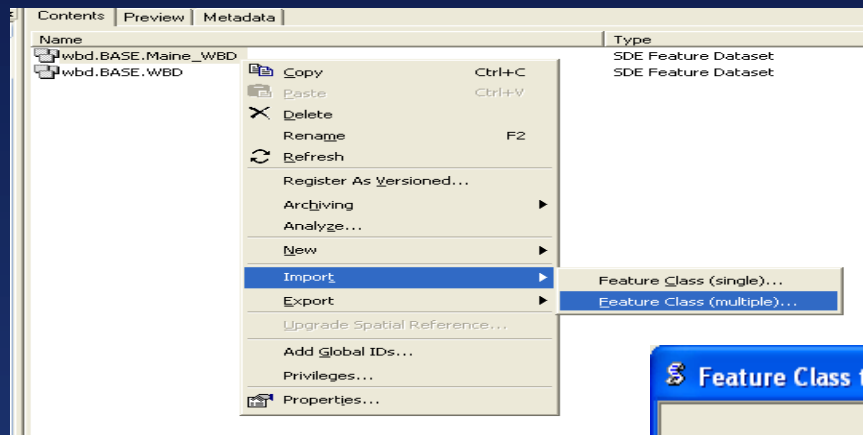 Contents Preview Metadata
Name Type
wbd.BASE.Maine_WBD SDE Feature Dataset
wbd.BASE.WBD SDE Feature Dataset
Copy Ctrl+C
Paste Ctrl+V
Delete
Rename F2
Refresh
Register As Versioned...
Archiving
Analyze...
New
Import
Feature Class (single)...
Export
Feature Class (multiple)...
Upgrade Spatial Reference...
Add Global IDs...
Privileges...
Properties...
Feature Class